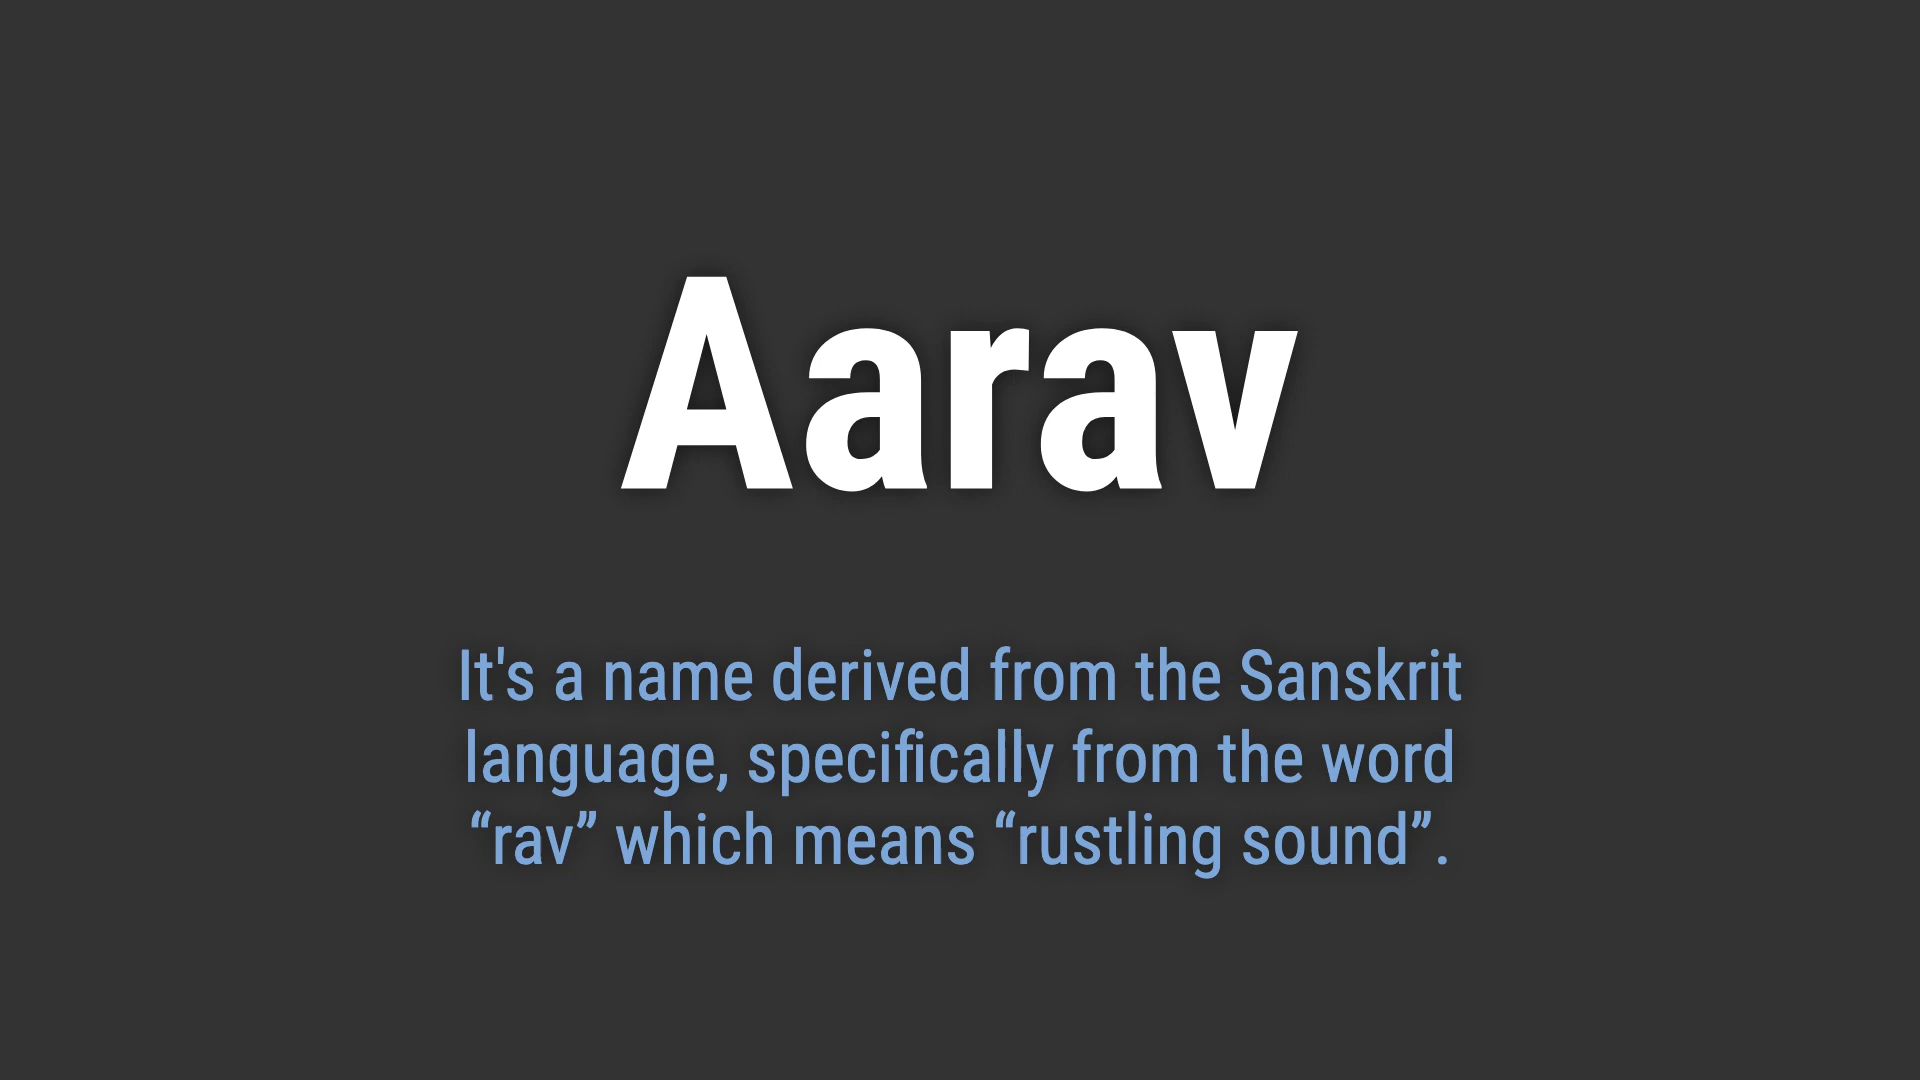 Aarav
It's a name derived from the Sanskrit
language, specifically from the word
“rav” which means “rustling sound”.